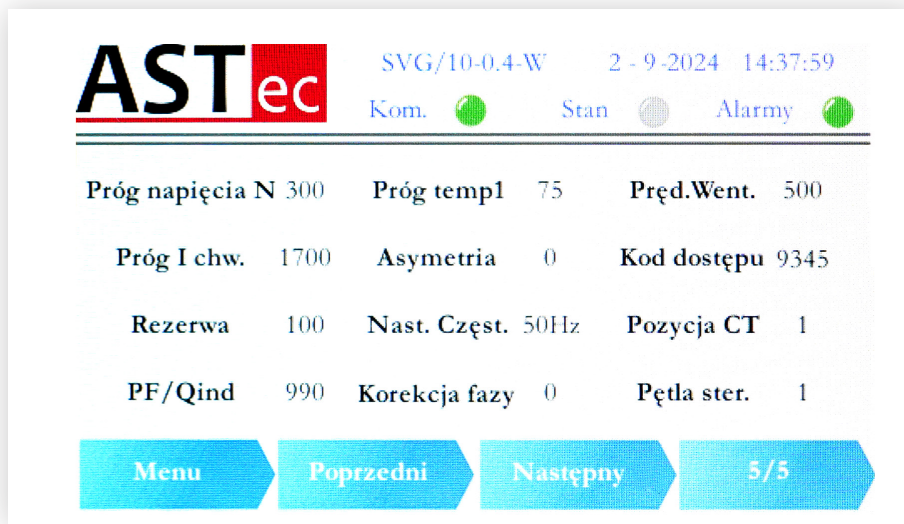 ASTec
SVG/10-0.4-W 2 - 9 -2024 14:37:59
Kom. Stan Alarmy
Próg napięcia N 300 Próg temp1 75 Pręd.Went. 500
Próg I chw. 1700 Asymetria 0 Kod dostępu 9345
Rezerwa 100 Nast. Częst. 50Hz Pozycja CT 1
PF/Qind 990 Korekcja fazy 0 Pętla ster. 1
Menu Poprzedni Następny 5/5